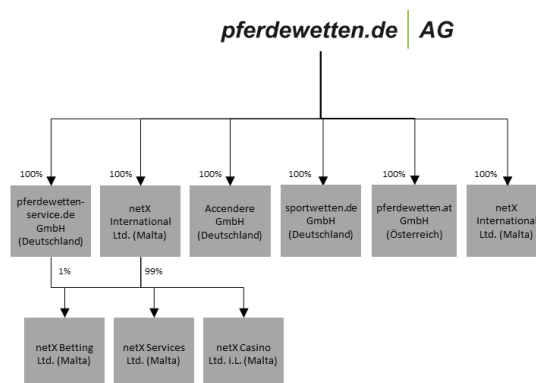 pferdewetten.de AG
100% 100% 100% 100% 100% 100%
pferdewetten-
service.de
GmbH
(Deutschland)
netX
International
Ltd. (Malta)
Accendere
GmbH
(Deutschland)
sportwetten.de
GmbH
(Deutschland)
pferdewetten.at
GmbH
(Österreich)
netX
International
Ltd. (Malta)
1% 99%
netX Betting
Ltd. (Malta)
netX Services
Ltd. (Malta)
netX Casino
Ltd. i.L. (Malta)